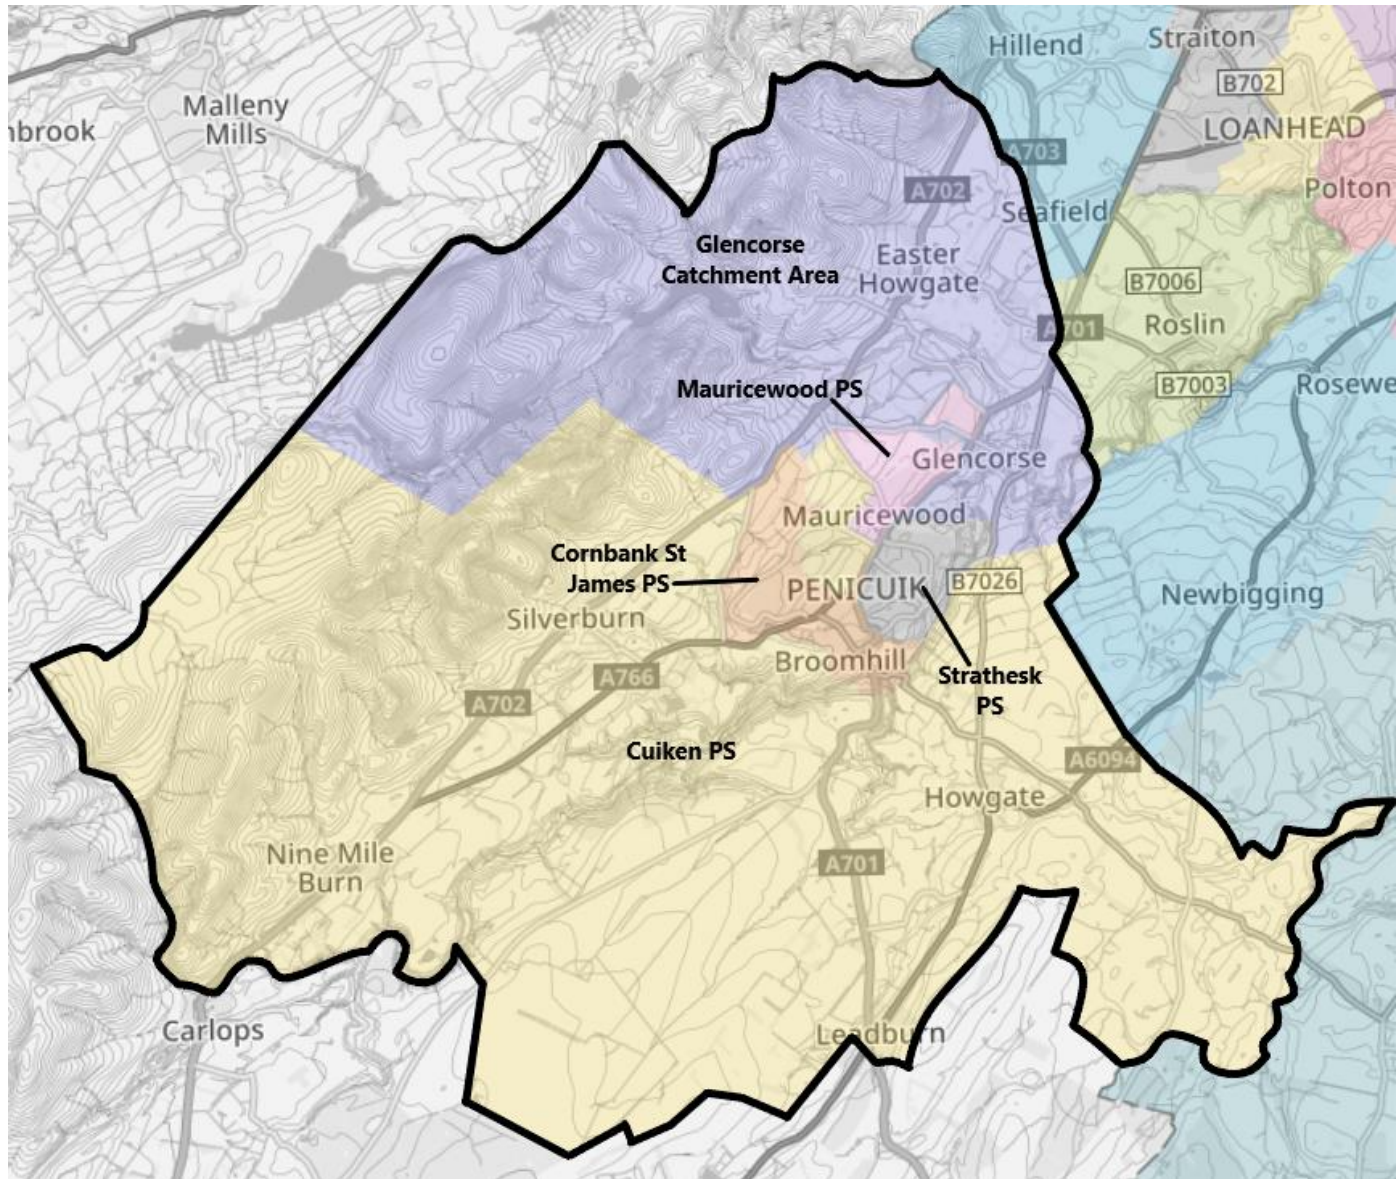 Hillend
Straiton
B702
Malleny
Mills
nbrook
LOANHEAD
A703
Polton
A702
Seafield
Glencorse
Catchment Area
Easter
Howgate
B7006
Roslin
A701
Mauricewood PS
B7003
Rosewe
Glencorse
Mauricewood
Cornbank St
James PS
PENICUIK
B7026
Newbigging
Silverburn
Broomhill
A766
Strathesk
PS
A702
Cuiken PS
A6094
Howgate
Nine Mile
Burn
A701
Carlops
Leadburn